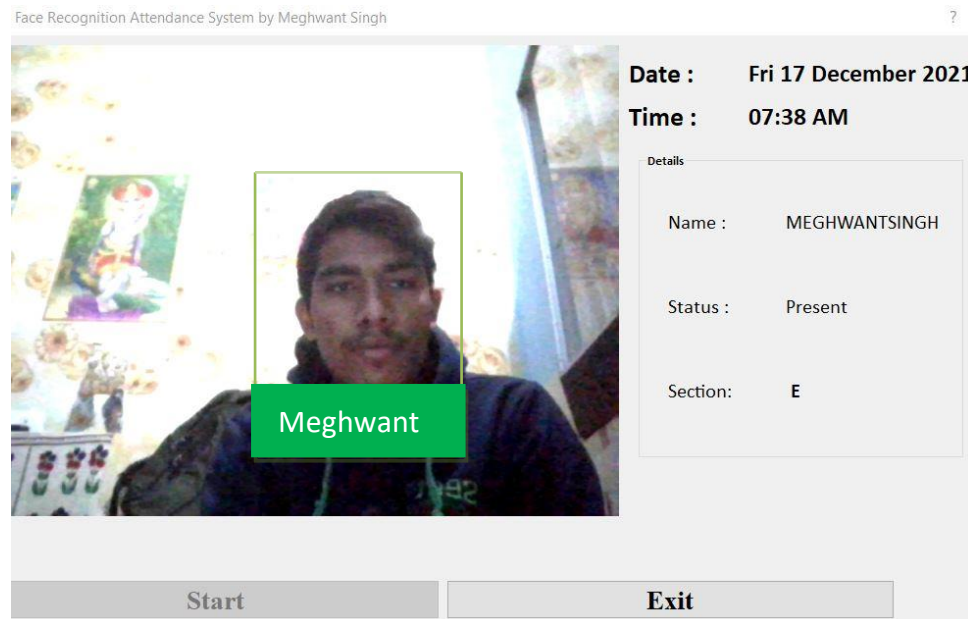 Face Recognition Attendance System by Meghwant Singh
?
Date : Fri 17 December 2021
Time : 07:38 AM
Details
Name : MEGHWANTSINGH
Status : Present
Section: E
Meghwant
Start
Exit